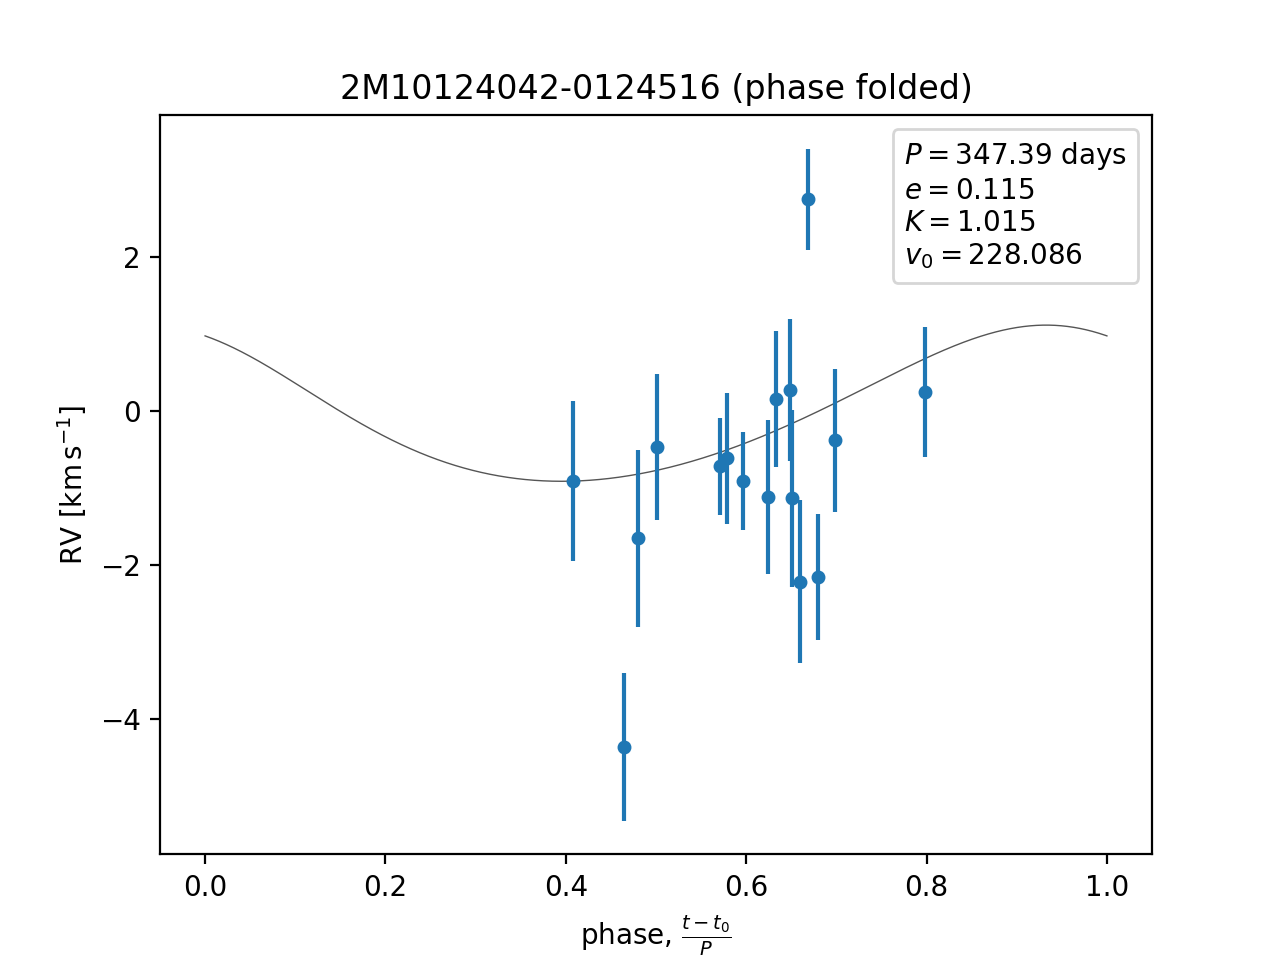 2M10124042-0124516 (phase folded)
P = 347.39 days
e = 0.115
K = 1.015
v₀ = 228.086
2
0
−2
−4
RV [km s⁻¹]
0.0 0.2 0.4 0.6 0.8 1.0
phase, (t − t₀)/P